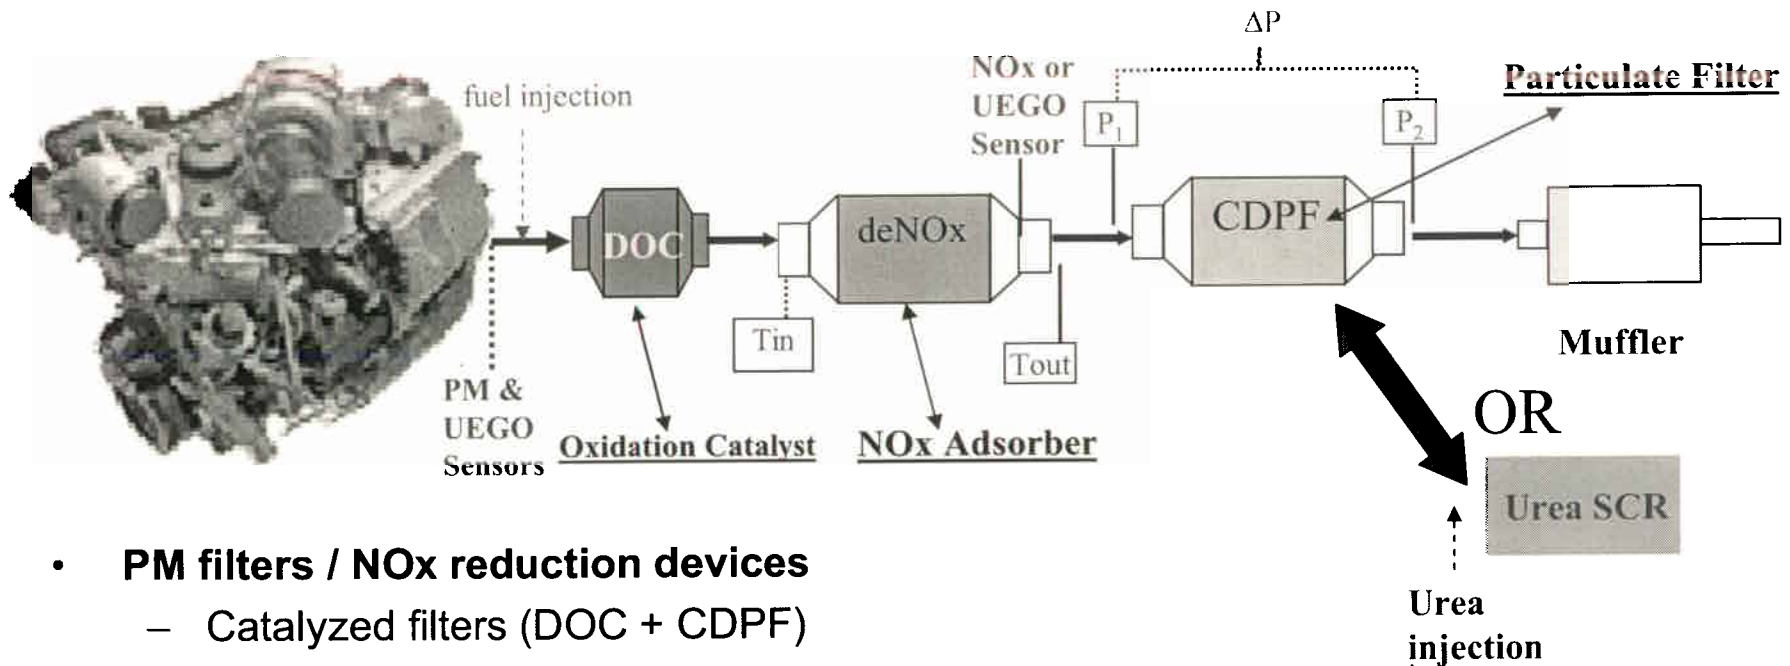 ΔP
NOx or
UEGO
Sensor
Particulate Filter
fuel injection
P1
P2
DOC
deNOx
CDPF
Tin
Tout
Muffler
PM &
UEGO
Sensors
Oxidation Catalyst
NOx Adsorber
OR
Urea SCR
Urea
injection
• PM filters / NOx reduction devices
– Catalyzed filters (DOC + CDPF)